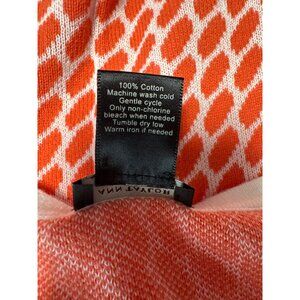 100% Cotton
Machine wash cold
Gentle cycle
Only non-chlorine
bleach when needed
Tumble dry low
Warm iron if needed
ANN TAYLOR